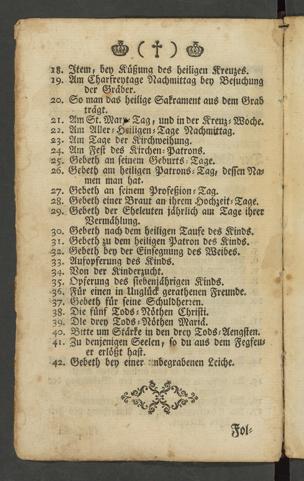 ( † )
18. Item, bey Küßung des heiligen Kreuzes.
19. Am Charfreytage Nachmittag bey Besuchung
der Gräber.
20. So man das heilige Sakrament aus dem Grab
trägt.
21. Am St. Marx-Tag, und in der Kreuz-Woche.
22. Am Aller-Heiligen-Tage Nachmittag.
23. Am Tage der Kirchweihung.
24. Am Fest des Kirchen-Patrons.
25. Gebeth an seinem Geburts-Tage.
26. Gebeth am heiligen Patrons-Tag, dessen Na-
men man hat.
27. Gebeth an seinem Profeßion-Tag.
28. Gebeth einer Braut an ihrem Hochzeit-Tage.
29. Gebeth der Eheleuten jährlich am Tage ihrer
Vermählung.
30. Gebeth nach dem heiligen Taufe des Kinds.
31. Gebeth zu dem heiligen Patron des Kinds.
32. Gebeth bey der Einsegnung des Weibes.
33. Aufopferung des Kinds.
34. Von der Kinderzucht.
35. Opferung des siebenjährigen Kinds.
36. Für einen in Unglück gerathenen Freunde.
37. Gebeth für seine Schuldherren.
38. Die fünf Tods-Nöthen Christi.
39. Die drey Tods-Nöthen Mariä.
40. Bitte um Stärke in den drey Tods-Aengsten.
41. Zu denjenigen Seelen, so du aus dem Fegfeu-
er erlößt hast.
42. Gebeth bey einer unbegrabenen Leiche.
Fol-